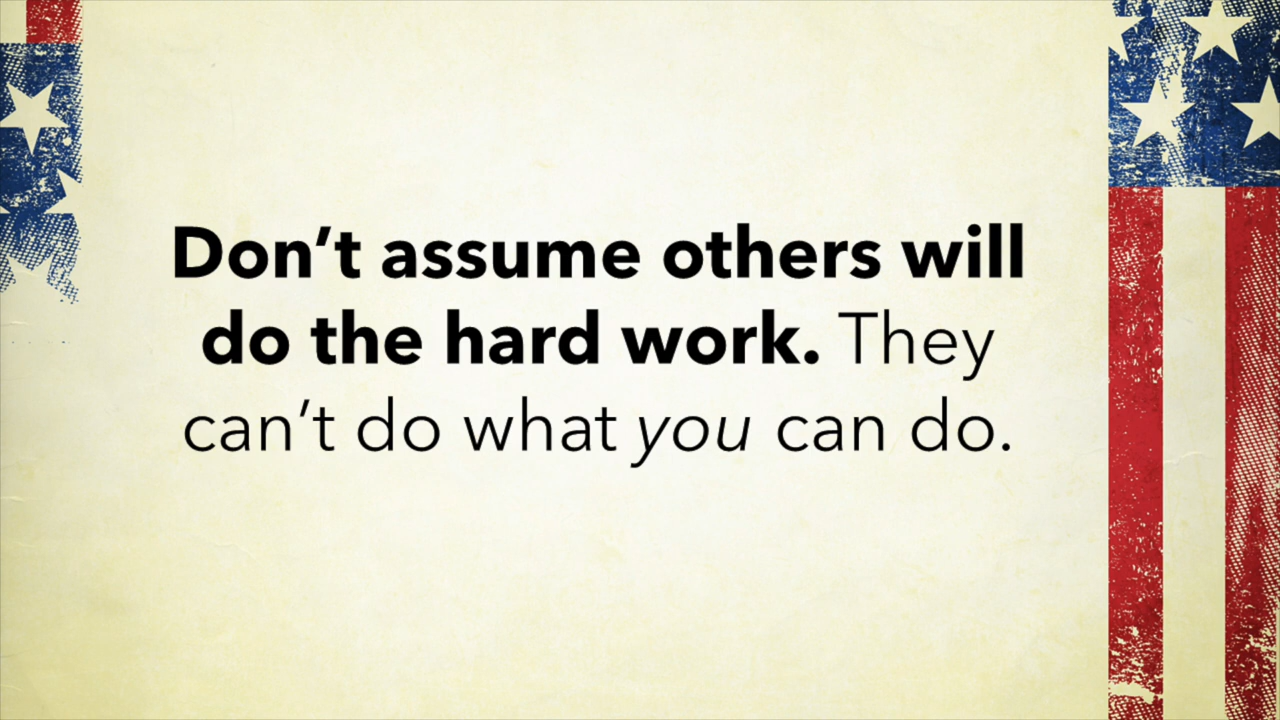 Don’t assume others will
do the hard work. They
can’t do what you can do.